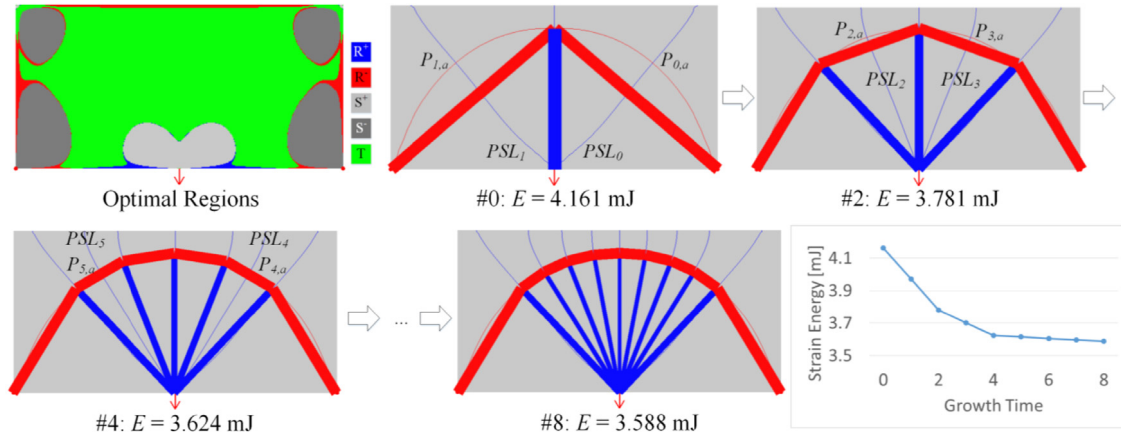 R⁺
R⁻
S⁺
S⁻
T
Optimal Regions
P1,a
P0,a
PSL1
PSL0
#0: E = 4.161 mJ
P2,a
P3,a
PSL2
PSL3
#2: E = 3.781 mJ
PSL5
PSL4
P5,a
P4,a
#4: E = 3.624 mJ
...
#8: E = 3.588 mJ
Strain Energy [mJ]
4.1
3.9
3.7
3.5
0 2 4 6 8
Growth Time